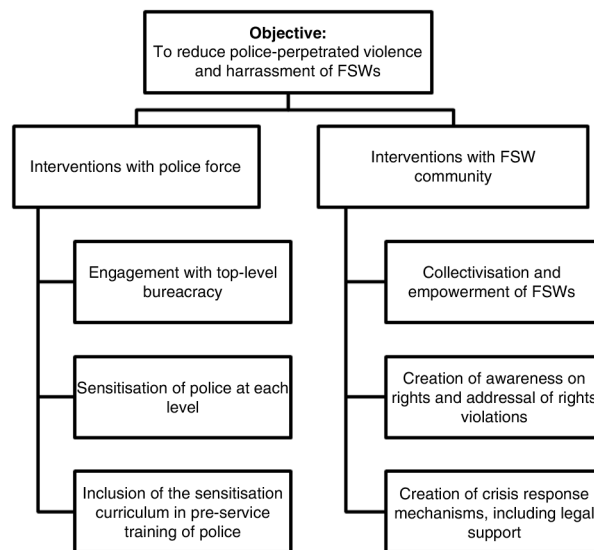 Objective:
To reduce police-perpetrated violence
and harrassment of FSWs
Interventions with police force
Interventions with FSW
community
Engagement with top-level
bureacracy
Collectivisation and
empowerment of FSWs
Sensitisation of police at each
level
Creation of awareness on
rights and addressal of rights
violations
Inclusion of the sensitisation
curriculum in pre-service
training of police
Creation of crisis response
mechanisms, including legal
support